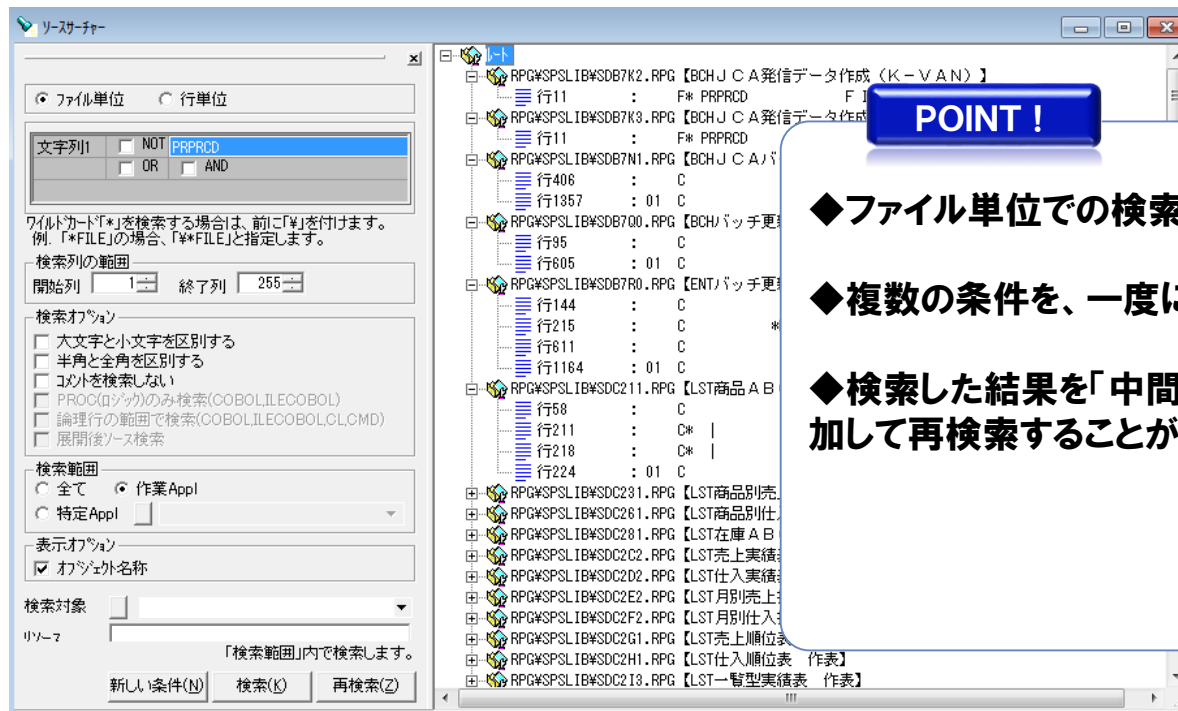 ソースサーチャー
ファイル単位
行単位
文字列1
NOT
PRPRCD
OR
AND
ワイルドカード「*」を検索する場合は、前に「¥」を付けます。
例.「*FILE」の場合、「¥*FILE」と指定します。
検索列の範囲
開始列 1 終了列 255
検索オプション
大文字と小文字を区別する
半角と全角を区別する
コメントを検索しない
PROC(ロジック)のみ検索(COBOL,ILECOBOL)
論理行の範囲で検索(COBOL,ILECOBOL,CL,CMD)
展開後ソース検索
検索範囲
全て
作業Appl
特定Appl
表示オプション
オブジェクト名称
検索対象
リソース
「検索範囲」内で検索します。
新しい条件(N)
検索(K)
再検索(Z)
ルート
RPG¥SPSLIB¥SDB7K2.RPG【BCHJCA発信データ作成(K-VAN)】
行11 : F* PRPRCD F I
RPG¥SPSLIB¥SDB7K3.RPG【BCHJCA発信データ作成
行11 : F* PRPRCD
RPG¥SPSLIB¥SDB7N1.RPG【BCHJCAバ
行406 : C
行1357 : 01 C
RPG¥SPSLIB¥SDB7Q0.RPG【BCHバッチ更新
行95 : C
行605 : 01 C
RPG¥SPSLIB¥SDB7R0.RPG【ENTバッチ更新
行144 : C
行215 : C *
行611 : C
行1164 : 01 C
RPG¥SPSLIB¥SDC211.RPG【LST商品AB
行58 : C
行211 : C* |
行218 : C* |
行224 : 01 C
RPG¥SPSLIB¥SDC231.RPG【LST商品別売
RPG¥SPSLIB¥SDC261.RPG【LST商品別仕
RPG¥SPSLIB¥SDC281.RPG【LST在庫AB
RPG¥SPSLIB¥SDC2C2.RPG【LST売上実績
RPG¥SPSLIB¥SDC2D2.RPG【LST仕入実績
RPG¥SPSLIB¥SDC2E2.RPG【LST月別売上
RPG¥SPSLIB¥SDC2F2.RPG【LST月別仕入
RPG¥SPSLIB¥SDC2G1.RPG【LST売上順位表
RPG¥SPSLIB¥SDC2H1.RPG【LST仕入順位表 作表】
RPG¥SPSLIB¥SDC2I3.RPG【LST一覧型実績表 作表】
POINT!
◆ファイル単位での検索
◆複数の条件を、一度に
◆検索した結果を「中間
加して再検索することが